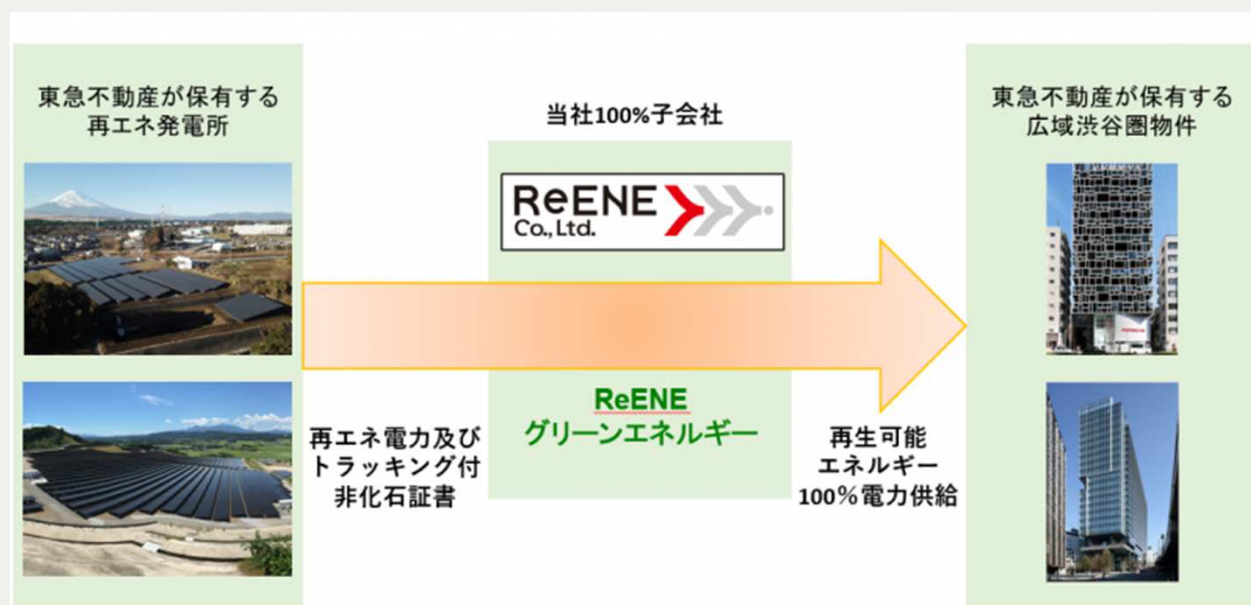 東急不動産が保有する
再エネ発電所
当社100%子会社
ReENE
Co., Ltd.
ReENE
グリーンエネルギー
再エネ電力及び
トラッキング付
非化石証書
再生可能
エネルギー
100%電力供給
東急不動産が保有する
広域渋谷圏物件